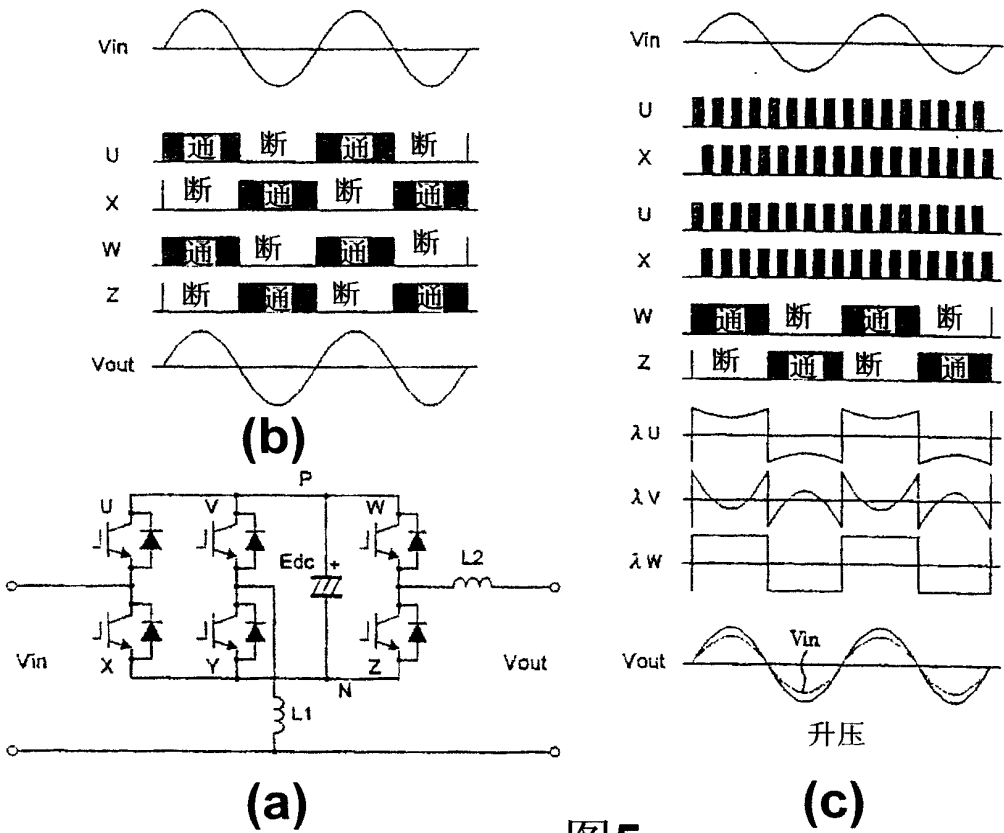 Vin
U 通 断 通 断
X 断 通 断 通
W 通 断 通 断
Z 断 通 断 通
Vout
(b)
P
U V W
Edc +
L2
Vin X Y Z Vout
N
L1
(a)
Vin
U
X
U
X
W 通 断 通 断
Z 断 通 断 通
λU
λV
λW
Vout Vin
升压
(c)
图5